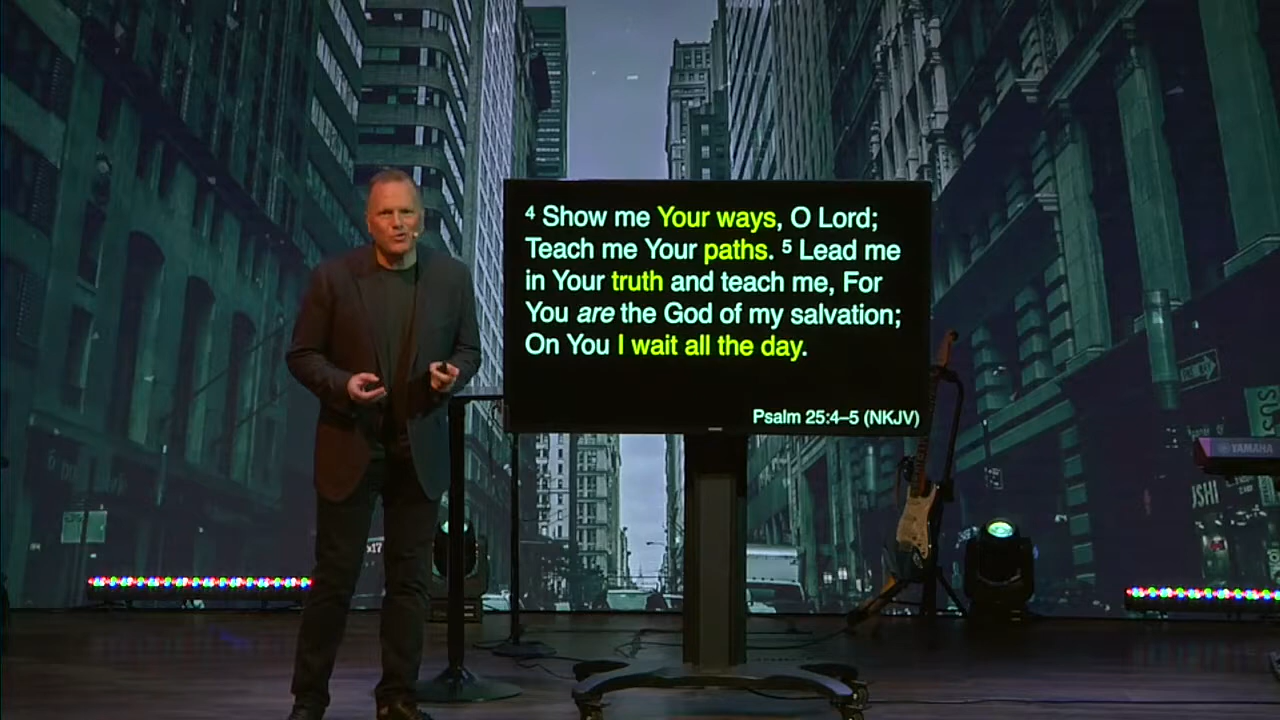 ⁴ Show me Your ways, O Lord;
Teach me Your paths. ⁵ Lead me
in Your truth and teach me, For
You are the God of my salvation;
On You I wait all the day.
Psalm 25:4–5 (NKJV)
YAMAHA
USHI
x17